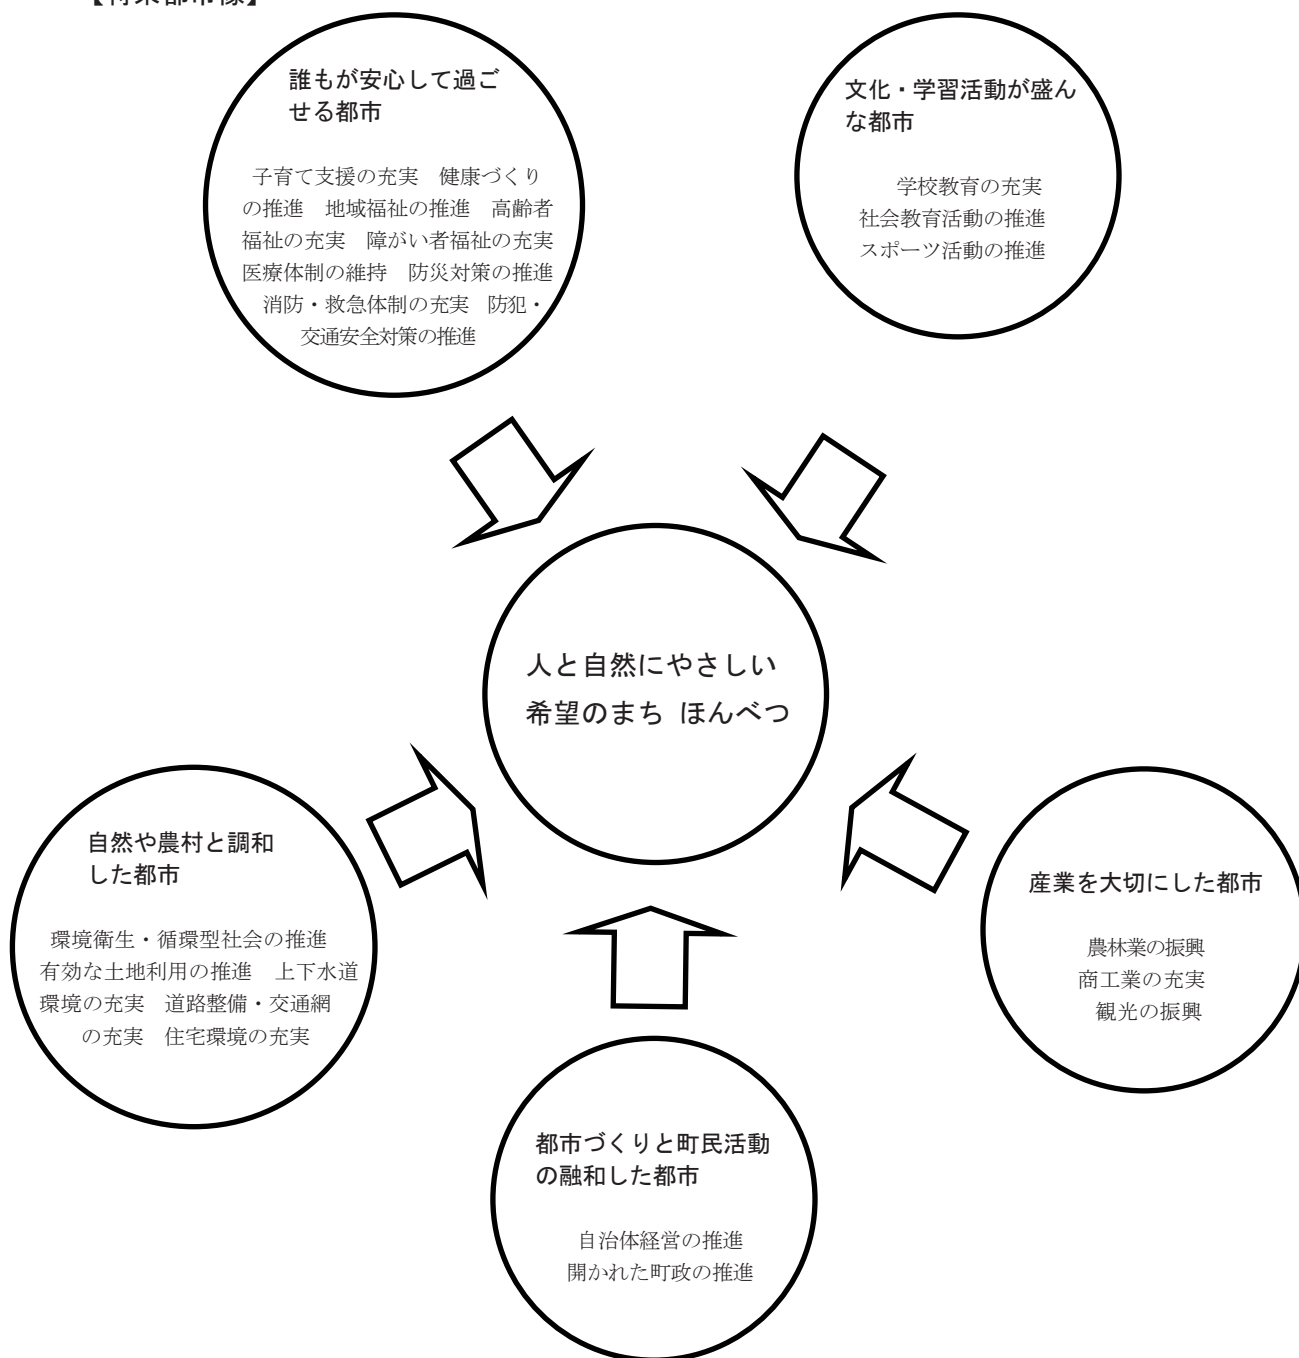 【将来都市像】
誰もが安心して過ご
せる都市
子育て支援の充実　健康づくり
の推進　地域福祉の推進　高齢者
福祉の充実　障がい者福祉の充実
医療体制の維持　防災対策の推進
消防・救急体制の充実　防犯・
交通安全対策の推進
文化・学習活動が盛ん
な都市
学校教育の充実
社会教育活動の推進
スポーツ活動の推進
人と自然にやさしい
希望のまち ほんべつ
自然や農村と調和
した都市
環境衛生・循環型社会の推進
有効な土地利用の推進　上下水道
環境の充実　道路整備・交通網
の充実　住宅環境の充実
産業を大切にした都市
農林業の振興
商工業の充実
観光の振興
都市づくりと町民活動
の融和した都市
自治体経営の推進
開かれた町政の推進